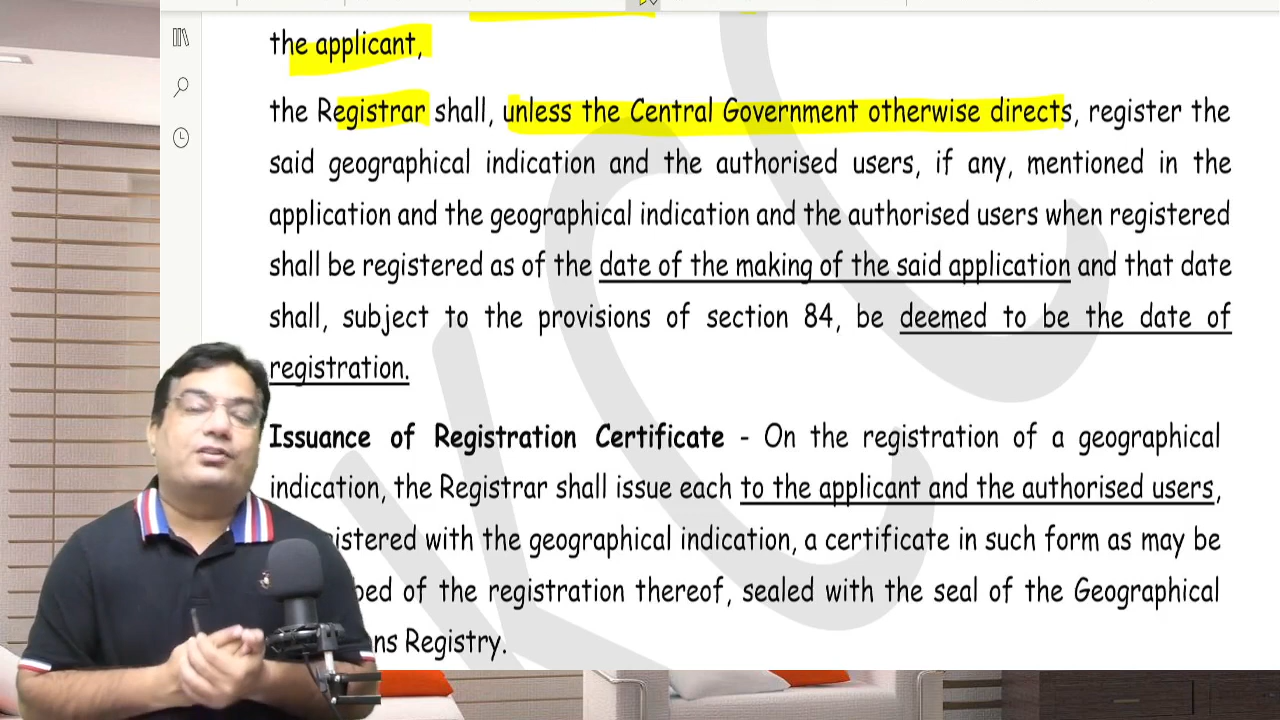 the applicant,
the Registrar shall, unless the Central Government otherwise directs, register the
said geographical indication and the authorised users, if any, mentioned in the
application and the geographical indication and the authorised users when registered
shall be registered as of the date of the making of the said application and that date
shall, subject to the provisions of section 84, be deemed to be the date of
registration.
Issuance of Registration Certificate - On the registration of a geographical
indication, the Registrar shall issue each to the applicant and the authorised users,
istered with the geographical indication, a certificate in such form as may be
bed of the registration thereof, sealed with the seal of the Geographical
ns Registry.